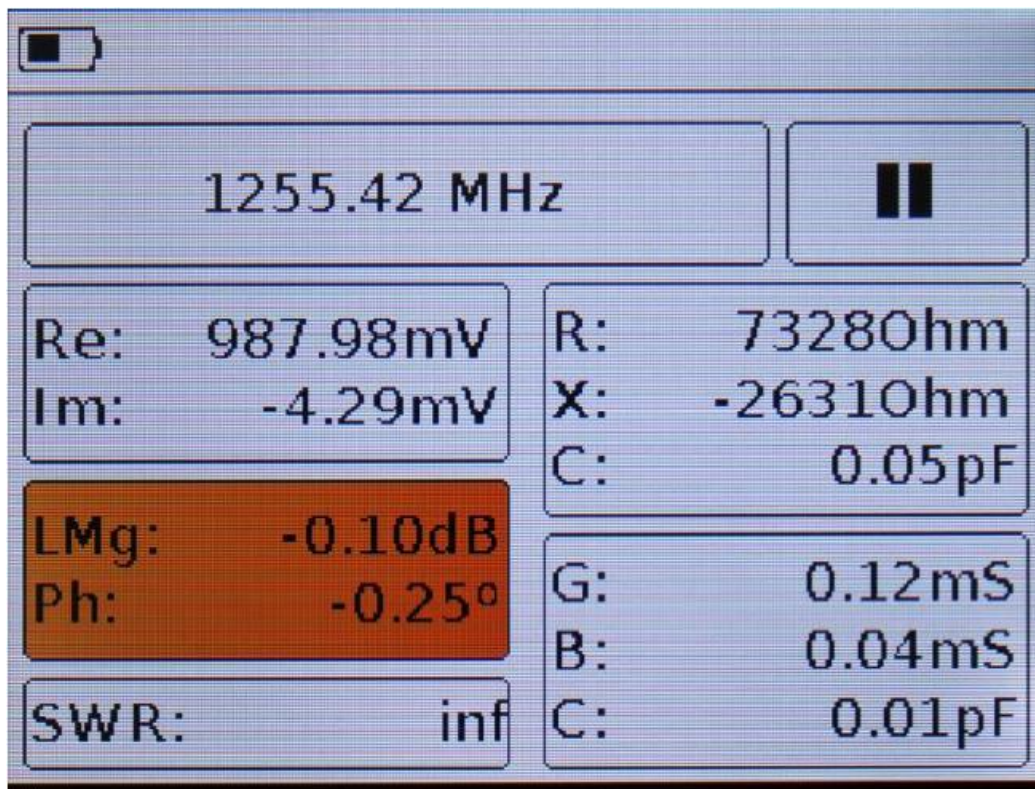 1255.42 MHz
Re: 987.98mV
Im: -4.29mV
LMg: -0.10dB
Ph: -0.25º
SWR: inf
R: 7328Ohm
X: -2631Ohm
C: 0.05pF
G: 0.12mS
B: 0.04mS
C: 0.01pF